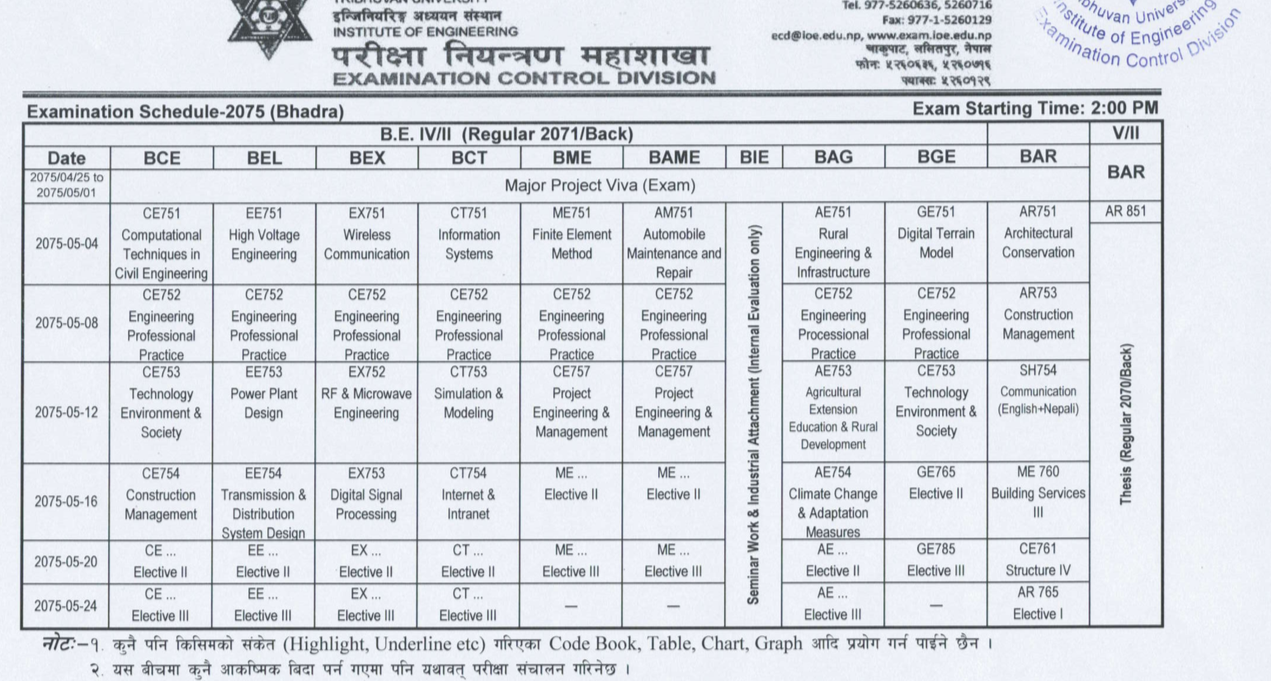 इन्जिनियरिङ्ग अध्ययन संस्थान
INSTITUTE OF ENGINEERING
परीक्षा नियन्त्रण महाशाखा
EXAMINATION CONTROL DIVISION
Tel. 977-5260636, 5260716
Fax: 977-1-5260129
ecd@ioe.edu.np, www.exam.ioe.edu.np
चाकुपाट, ललितपुर, नेपाल
फोनः ५२६०६३६, ५२६०७१६
फ्याक्सः ५२६०१२९
Institute of Engineering
Examination Control Division
Examination Schedule-2075 (Bhadra) Exam Starting Time: 2:00 PM
B.E. IV/II (Regular 2071/Back) V/II
Date BCE BEL BEX BCT BME BAME BIE BAG BGE BAR BAR
2075/04/25 to
2075/05/01
Major Project Viva (Exam)
2075-05-04
CE751 EE751 EX751 CT751 ME751 AM751 AE751 GE751 AR751 AR 851
Computational High Voltage Wireless Information Finite Element Automobile Rural Digital Terrain Architectural
Techniques in Engineering Communication Systems Method Maintenance and Engineering & Model Conservation
Civil Engineering Repair Infrastructure
2075-05-08
CE752 CE752 CE752 CE752 CE752 CE752 CE752 CE752 AR753
Engineering Engineering Engineering Engineering Engineering Engineering Engineering Engineering Construction
Professional Professional Professional Professional Professional Professional Processional Professional Management
Practice Practice Practice Practice Practice Practice Practice Practice
2075-05-12
CE753 EE753 EX752 CT753 CE757 CE757 AE753 CE753 SH754
Technology Power Plant RF & Microwave Simulation & Project Project Agricultural Technology Communication
Environment & Design Engineering Modeling Engineering & Engineering & Extension Environment & (English+Nepali)
Society Management Management Education & Rural Society
Development
2075-05-16
CE754 EE754 EX753 CT754 ME ... ME ... AE754 GE765 ME 760
Construction Transmission & Digital Signal Internet & Elective II Elective II Climate Change Elective II Building Services
Management Distribution Processing Intranet & Adaptation III
System Design Measures
2075-05-20
CE ... EE ... EX ... CT ... ME ... ME ... AE ... GE785 CE761
Elective II Elective II Elective II Elective II Elective III Elective III Elective II Elective III Structure IV
2075-05-24
CE ... EE ... EX ... CT ... — — AE ... — AR 765
Elective III Elective III Elective III Elective III Elective III Elective I
Seminar Work & Industrial Attachment (Internal Evaluation only)
Thesis (Regular 2070/Back)
नोटः–१. कुनै पनि किसिमको संकेत (Highlight, Underline etc) गरिएका Code Book, Table, Chart, Graph आदि प्रयोग गर्न पाईने छैन ।
२. यस बीचमा कुनै आकष्मिक बिदा पर्न गएमा पनि यथावत् परीक्षा संचालन गरिनेछ ।